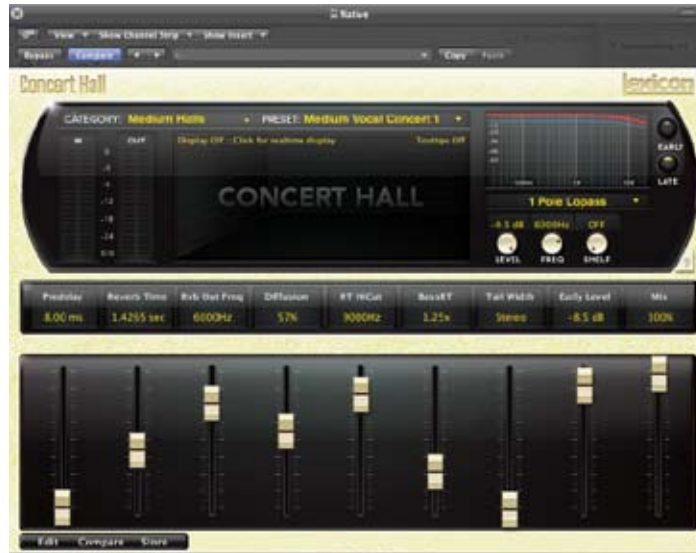 Native
View Show Channel Strip Show Insert
Bypass Compare Copy Paste
Concert Hall lexicon
CATEGORY: Medium Halls PRESET: Medium Vocal Concert 1
IN OUT Display Off - Click for realtime display Tooltips Off
CONCERT HALL
EARLY
LATE
1 Pole Lopass
-8.5 dB 6000Hz OFF
LEVEL FREQ SHELF
Predelay Reverb Time Rvb Out Freq Diffusion RT HiCut BassRT Tail Width Early Level Mix
8.00 ms 1.4265 sec 6000Hz 57% 9080Hz 1.25x Stereo -8.5 dB 100%
Edit Compare Store